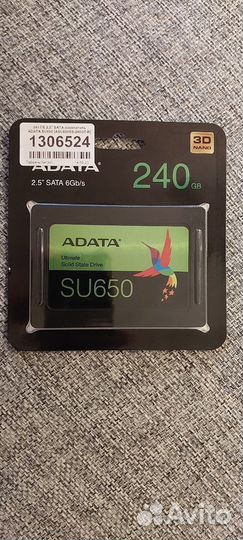 1306524
ADATA
2.5" SATA 6Gb/s
3D
NAND
240 GB
ADATA
Ultimate
Solid State Drive
SU650
Avito